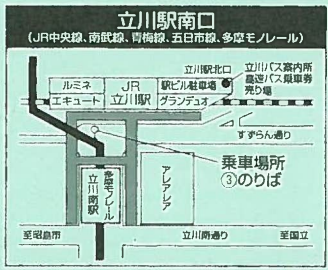 立川駅南口
(JR中央線、南武線、青梅線、五日市線、多摩モノレール)
立川駅北口
立川バス案内所
高速バス乗車券
売り場
ルミネ
JR
立川駅
駅ビル駐車場
エキュート
グランデュオ
すずらん通り
乗車場所
③のりば
多摩モノレール
立川南駅
アレアレア
至昭島市
立川南通り
至国立